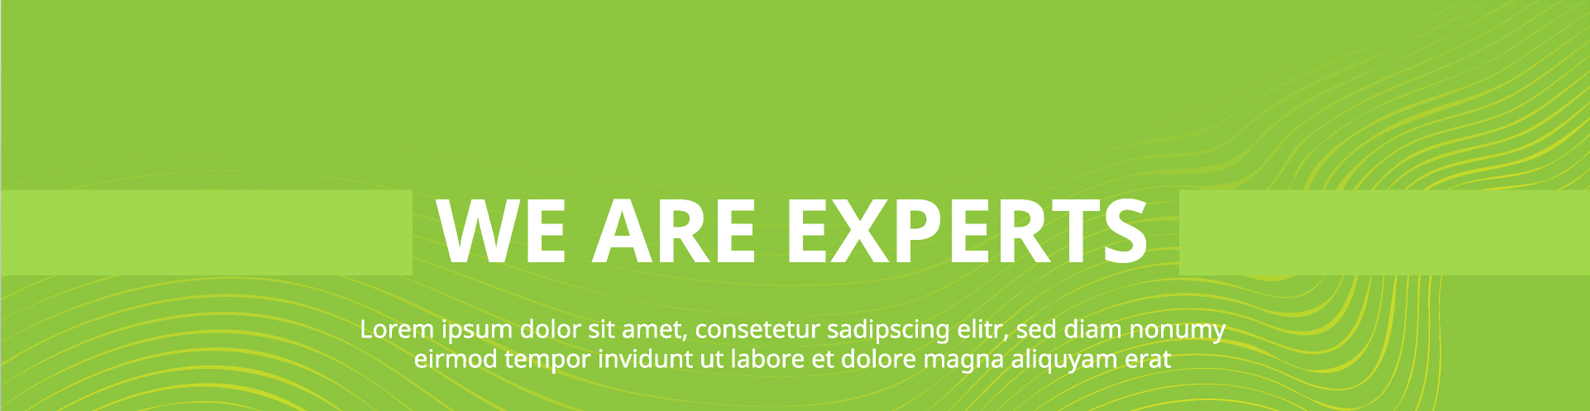 WE ARE EXPERTS
Lorem ipsum dolor sit amet, consetetur sadipscing elitr, sed diam nonumy
eirmod tempor invidunt ut labore et dolore magna aliquyam erat